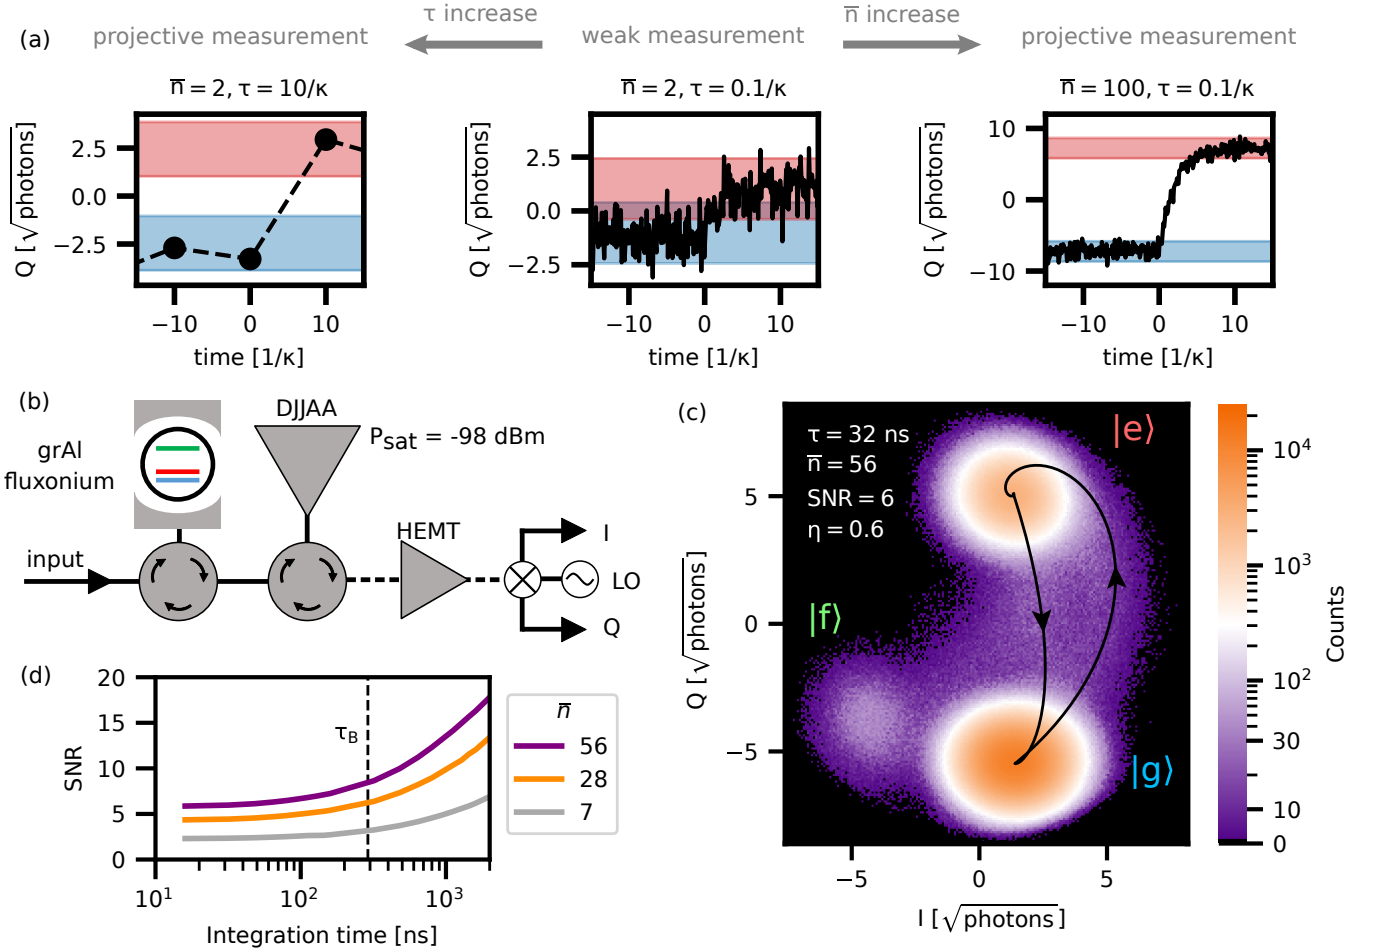 (a)
projective measurement
τ increase
weak measurement
n̅ increase
projective measurement
n̅ = 2, τ = 10/κ
Q [√photons]
2.5
0.0
−2.5
−10
0
10
time [1/κ]
n̅ = 2, τ = 0.1/κ
Q [√photons]
2.5
0.0
−2.5
−10
0
10
time [1/κ]
n̅ = 100, τ = 0.1/κ
Q [√photons]
10
0
−10
−10
0
10
time [1/κ]
(b)
grAl
fluxonium
DJJAA
Psat = -98 dBm
HEMT
input
I
LO
Q
(c)
τ = 32 ns
n̅ = 56
SNR = 6
η = 0.6
|e⟩
|f⟩
|g⟩
Q [√photons]
5
0
−5
−5
0
5
I [√photons]
10⁴
10³
10²
30
10
0
Counts
(d)
SNR
20
15
10
5
0
τB
10¹
10²
10³
Integration time [ns]
n̅
56
28
7